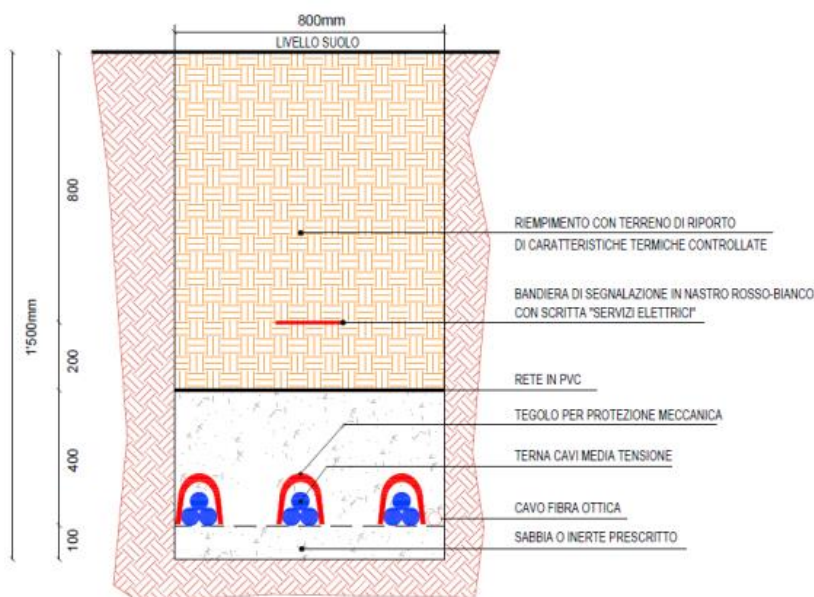 800mm
LIVELLO SUOLO
800
1'500mm
200
400
100
RIEMPIMENTO CON TERRENO DI RIPORTO
DI CARATTERISTICHE TERMICHE CONTROLLATE
BANDIERA DI SEGNALAZIONE IN NASTRO ROSSO-BIANCO
CON SCRITTA "SERVIZI ELETTRICI"
RETE IN PVC
TEGOLO PER PROTEZIONE MECCANICA
TERNA CAVI MEDIA TENSIONE
CAVO FIBRA OTTICA
SABBIA O INERTE PRESCRITTO